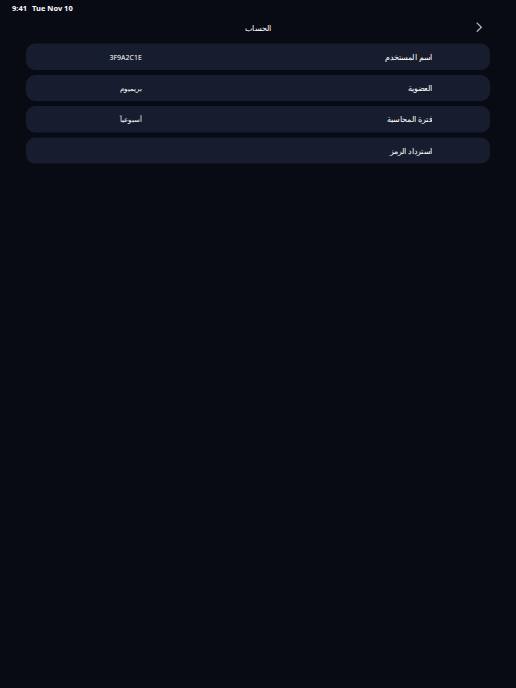 9:41 Tue Nov 10
الحساب
اسم المستخدم 3F9A2C1E
العضوية بريميوم
فترة المحاسبة أسبوعياً
استرداد الرمز